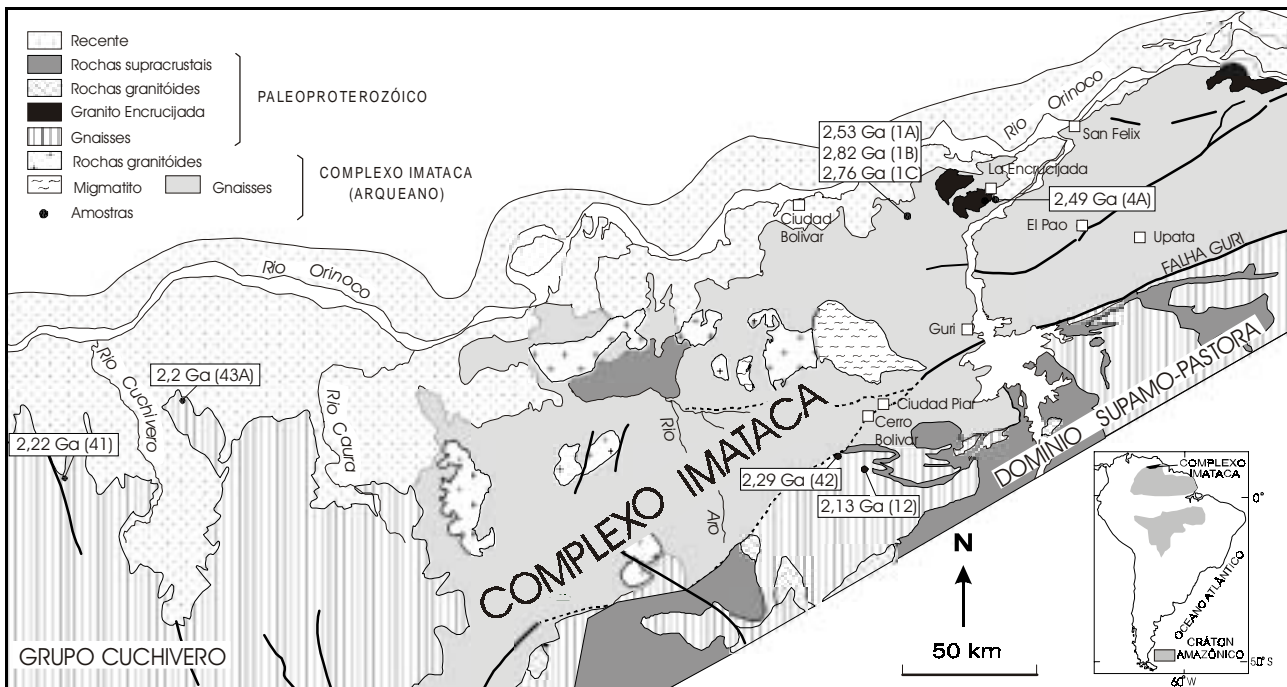 Recente
Rochas supracrustais
Rochas granitóides
Granito Encrucijada
Gnaisses
PALEOPROTEROZÓICO
Rochas granitóides
Migmatito
Gnaisses
COMPLEXO IMATACA
(ARQUEANO)
Amostras
Rio Orinoco
San Felix
2,53 Ga (1A)
2,82 Ga (1B)
2,76 Ga (1C)
La Encrucijada
2,49 Ga (4A)
Ciudad
Bolivar
El Pao
Upata
FALHA GURI
Rio Orinoco
Guri
Rio Cuchivero
2,2 Ga (43A)
Río Caura
2,22 Ga (41)
Rio Aro
Ciudad Piar
Cerro
Bolivar
COMPLEXO IMATACA
DOMÍNIO SUPAMO-PASTORA
2,29 Ga (42)
2,13 Ga (12)
GRUPO CUCHIVERO
N
50 km
COMPLEXO
IMATACA
0°
OCEANO ATLÂNTICO
CRÁTON
AMAZÔNICO
50°S
60°W